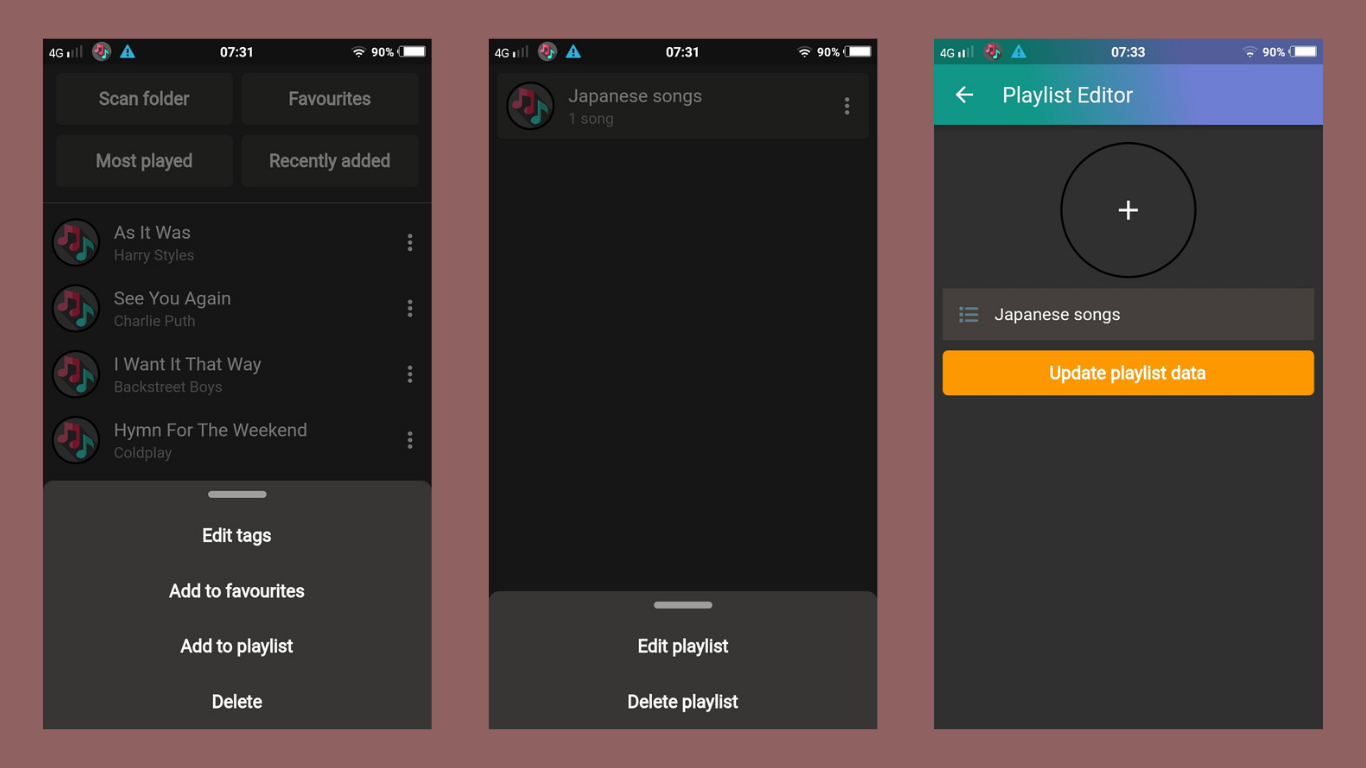 4G 07:31 90%
Scan folder Favourites
Most played Recently added
As It Was
Harry Styles
See You Again
Charlie Puth
I Want It That Way
Backstreet Boys
Hymn For The Weekend
Coldplay
Edit tags
Add to favourites
Add to playlist
Delete
4G 07:31 90%
Japanese songs
1 song
Edit playlist
Delete playlist
4G 07:33 90%
Playlist Editor
+
Japanese songs
Update playlist data